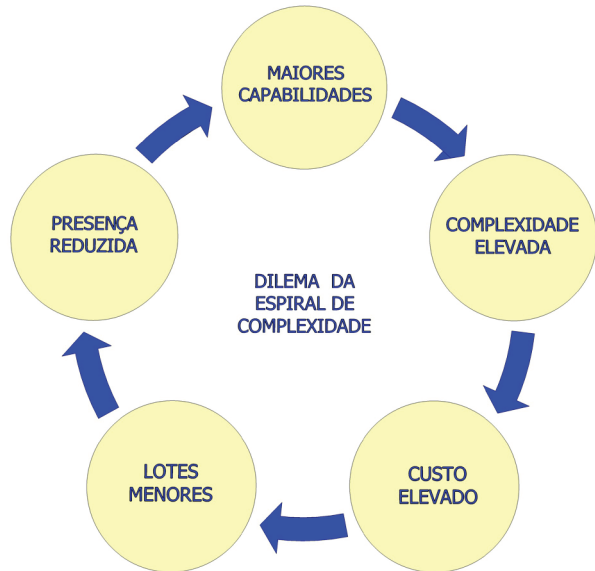 MAIORES
CAPABILIDADES
COMPLEXIDADE
ELEVADA
CUSTO
ELEVADO
LOTES
MENORES
PRESENÇA
REDUZIDA
DILEMA DA
ESPIRAL DE
COMPLEXIDADE